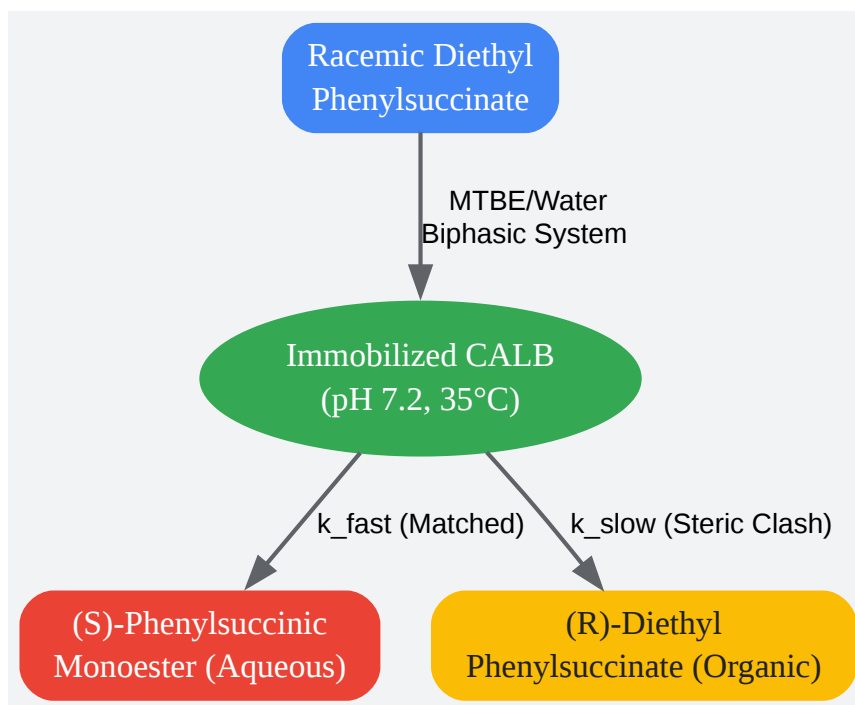 Racemic Diethyl
Phenylsuccinate
MTBE/Water
Biphasic System
Immobilized CALB
(pH 7.2, 35°C)
k_fast (Matched)
k_slow (Steric Clash)
(S)-Phenylsuccinic
Monoester (Aqueous)
(R)-Diethyl
Phenylsuccinate (Organic)